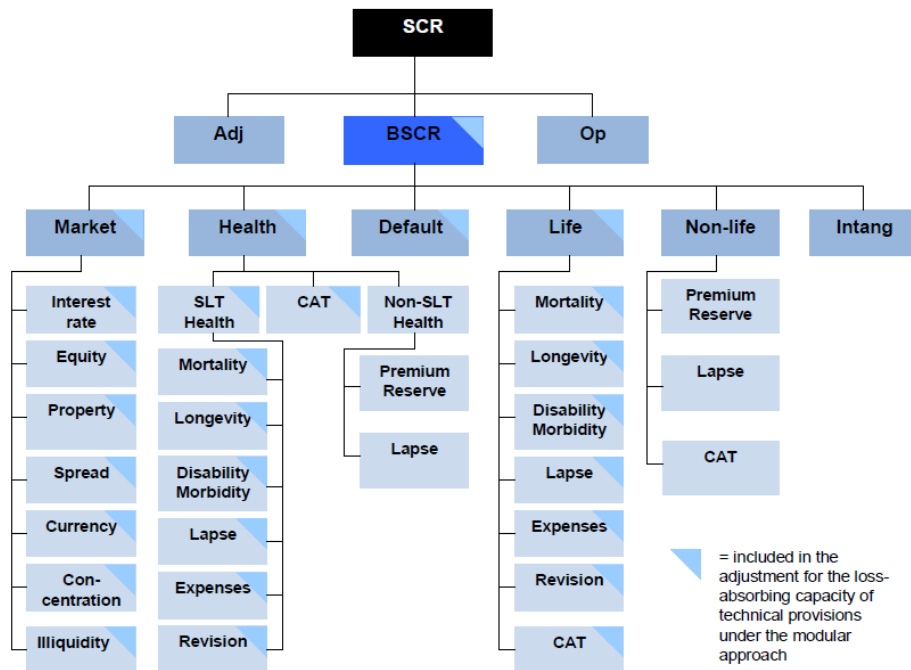 SCR
Adj
BSCR
Op
Market
Health
Default
Life
Non-life
Intang
Interest
rate
Equity
Property
Spread
Currency
Con-
centration
Illiquidity
SLT
Health
CAT
Non-SLT
Health
Mortality
Longevity
Disability
Morbidity
Lapse
Expenses
Revision
Premium
Reserve
Lapse
Mortality
Longevity
Disability
Morbidity
Lapse
Expenses
Revision
CAT
Premium
Reserve
Lapse
CAT
= included in the
adjustment for the loss-
absorbing capacity of
technical provisions
under the modular
approach